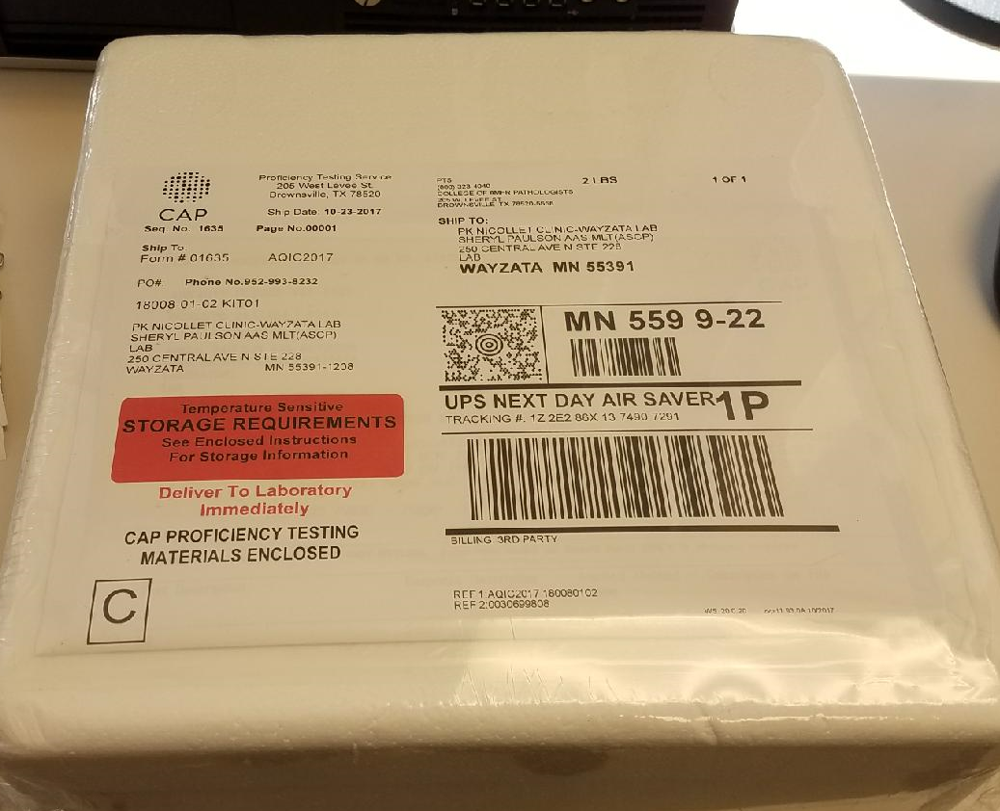 CAP
Proficiency Testing Service
205 West Levee St.
Brownsville, TX 78520
Ship Date: 10-23-2017
Seq. No. 1635 Page No.00001
Ship To
Form # 01635 AQIC2017
PO# Phone No.952-993-8232
18008 01-02 KIT01
PK NICOLLET CLINIC-WAYZATA LAB
SHERYL PAULSON AAS MLT(ASCP)
LAB
250 CENTRAL AVE N STE 228
WAYZATA MN 55391-1208
Temperature Sensitive
STORAGE REQUIREMENTS
See Enclosed Instructions
For Storage Information
Deliver To Laboratory
Immediately
CAP PROFICIENCY TESTING
MATERIALS ENCLOSED
C
PTS 2 LBS 1 OF 1
(800) 323-4040
COLLEGE OF AMER PATHOLOGISTS
205 W LEVEE ST
BROWNSVILLE TX 78520-5558
SHIP TO:
PK NICOLLET CLINIC-WAYZATA LAB
SHERYL PAULSON AAS MLT(ASCP)
250 CENTRAL AVE N STE 228
LAB
WAYZATA MN 55391
MN 559 9-22
UPS NEXT DAY AIR SAVER 1P
TRACKING #: 1Z 2E2 86X 13 7490 7291
BILLING: 3RD PARTY
REF 1:AQIC2017 180080102
REF 2:0030699808